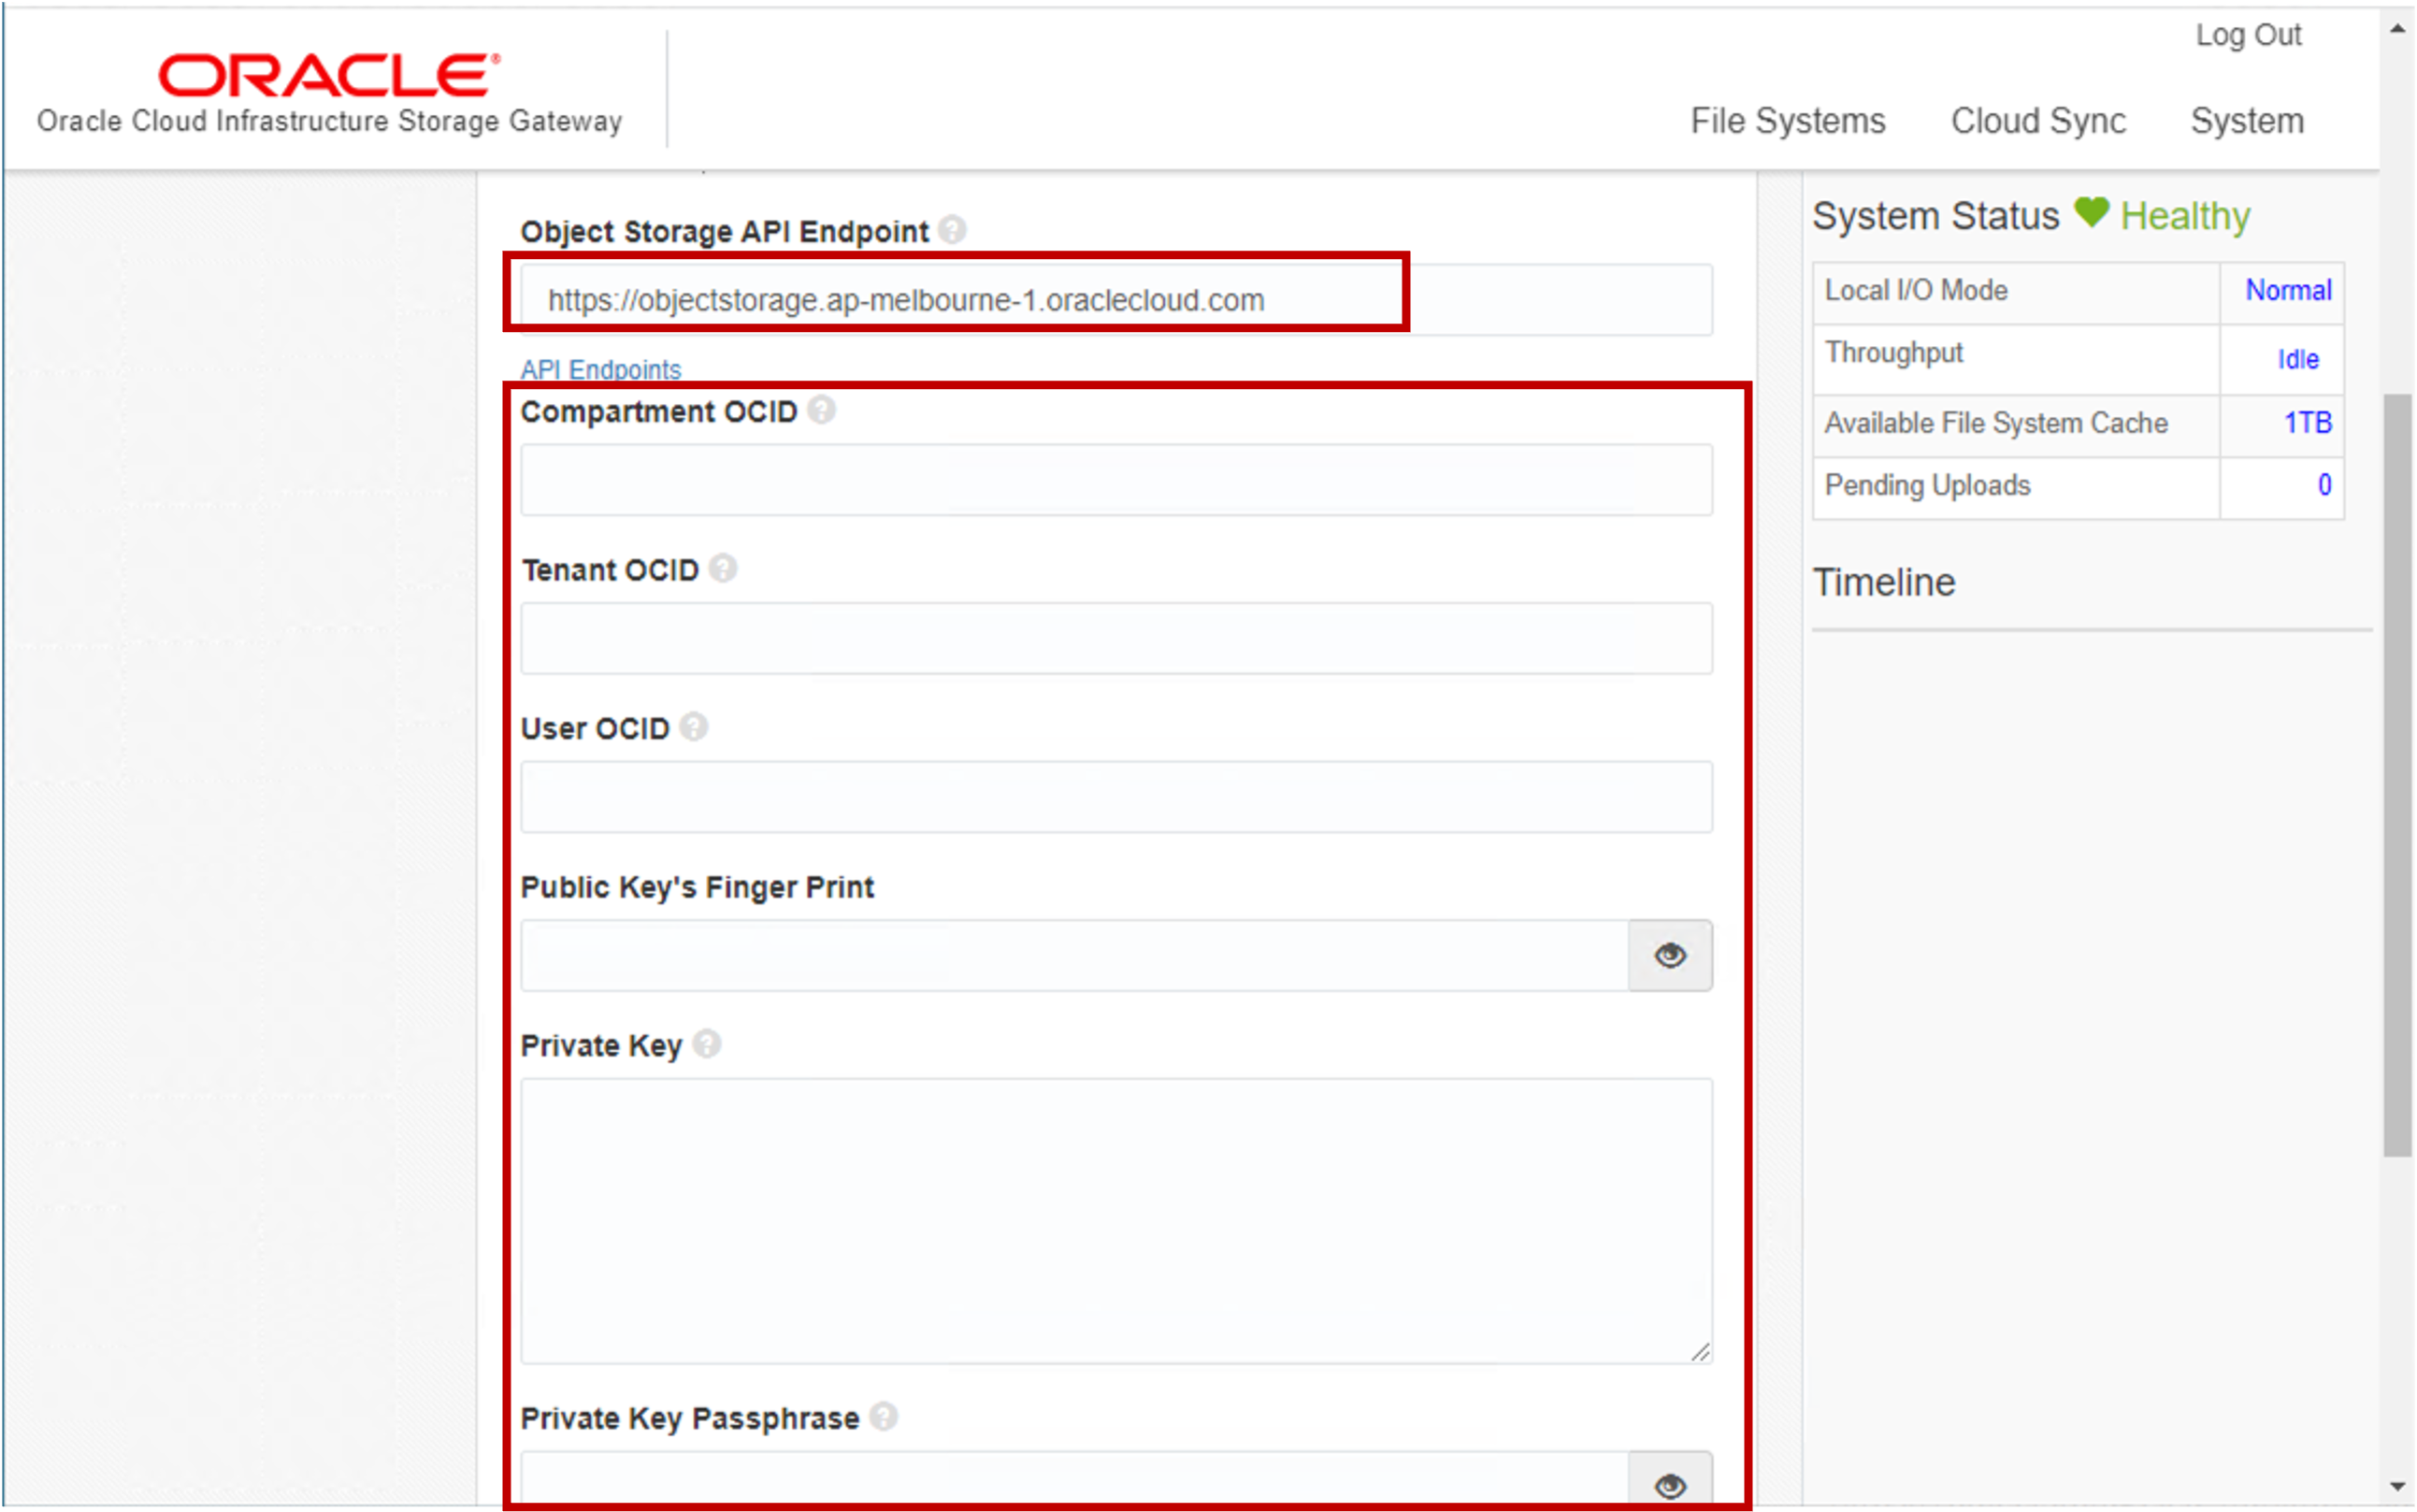 Log Out
ORACLE®
Oracle Cloud Infrastructure Storage Gateway
File Systems
Cloud Sync
System
Object Storage API Endpoint ?
https://objectstorage.ap-melbourne-1.oraclecloud.com
API Endpoints
Compartment OCID ?
Tenant OCID ?
User OCID ?
Public Key's Finger Print
Private Key ?
Private Key Passphrase ?
System Status Healthy
Local I/O Mode Normal
Throughput Idle
Available File System Cache 1TB
Pending Uploads 0
Timeline